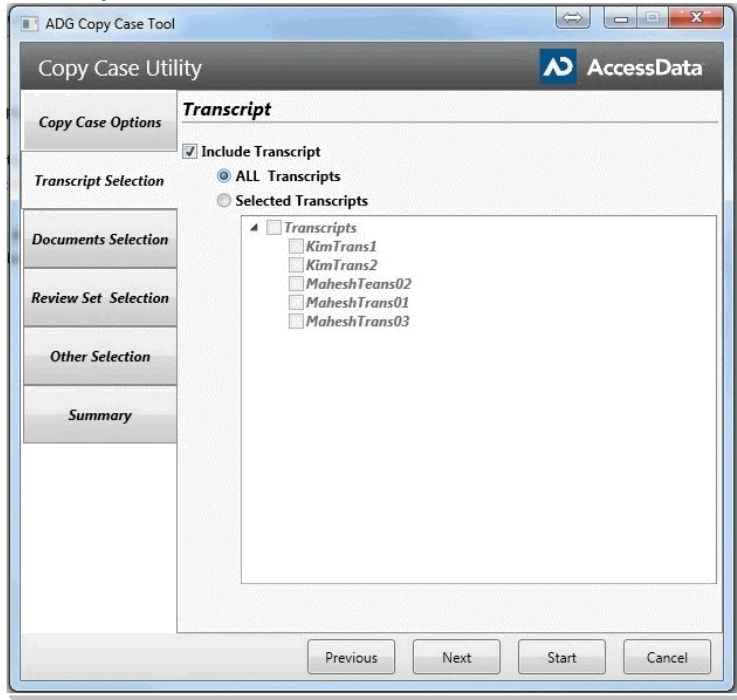 ADG Copy Case Tool
Copy Case Utility
AccessData
Copy Case Options
Transcript Selection
Documents Selection
Review Set Selection
Other Selection
Summary
Transcript
Include Transcript
ALL Transcripts
Selected Transcripts
Transcripts
KimTrans1
KimTrans2
MaheshTeans02
MaheshTrans01
MaheshTrans03
Previous
Next
Start
Cancel